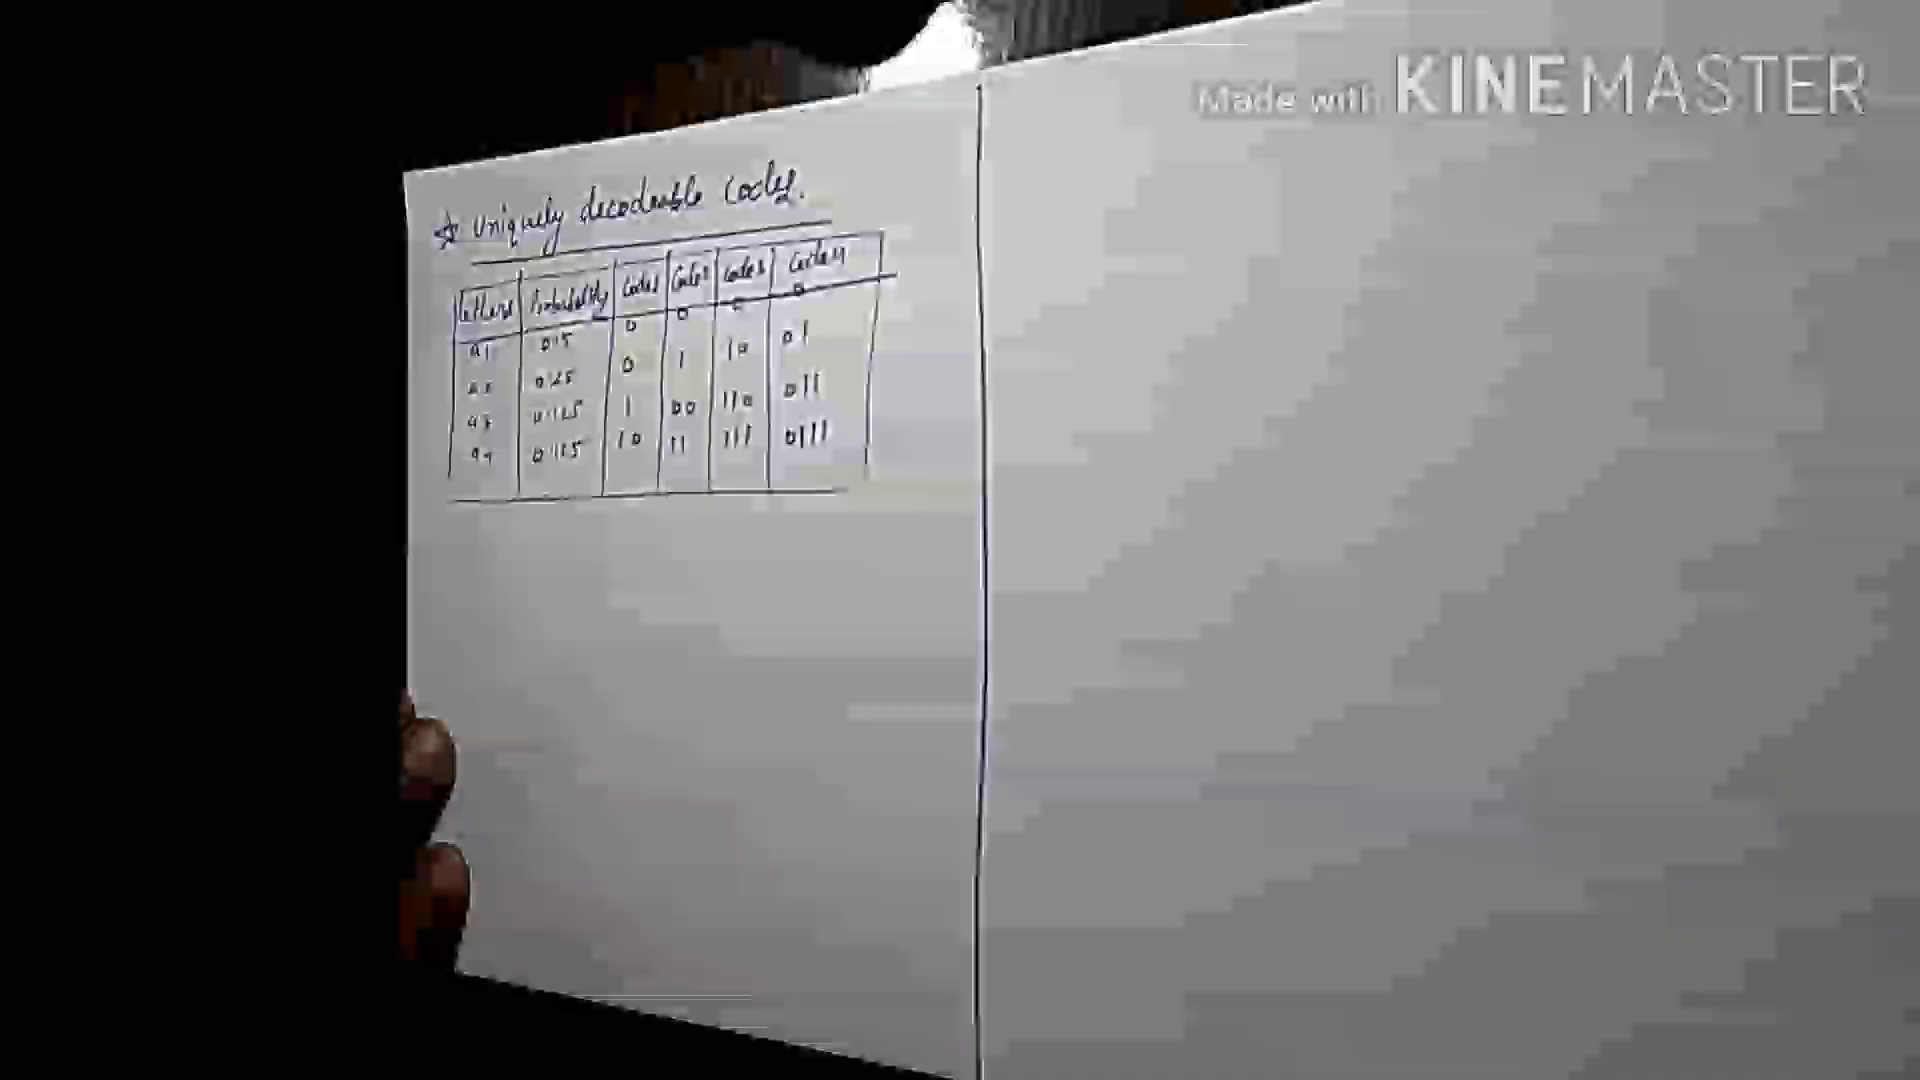 Made with KINEMASTER
☆ Uniquely decodeable codes.
Letters Probability Code1 Code2 Code3 Code4
a1 0.5 0 0 0 0
a2 0.25 0 1 10 01
a3 0.125 1 00 110 011
a4 0.125 10 11 111 0111